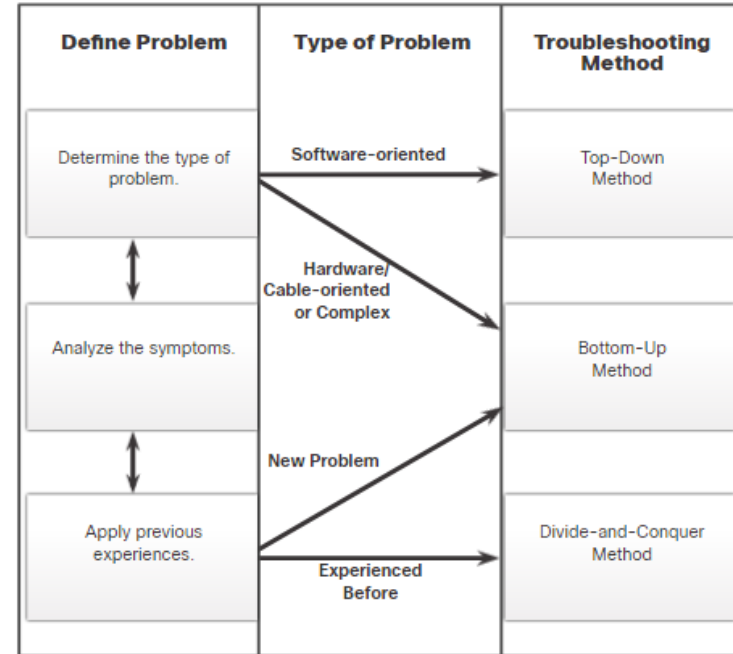 Define Problem
Type of Problem
Troubleshooting
Method
Determine the type of
problem.
Software-oriented
Top-Down
Method
Hardware/
Cable-oriented
or Complex
Analyze the symptoms.
Bottom-Up
Method
New Problem
Apply previous
experiences.
Experienced
Before
Divide-and-Conquer
Method